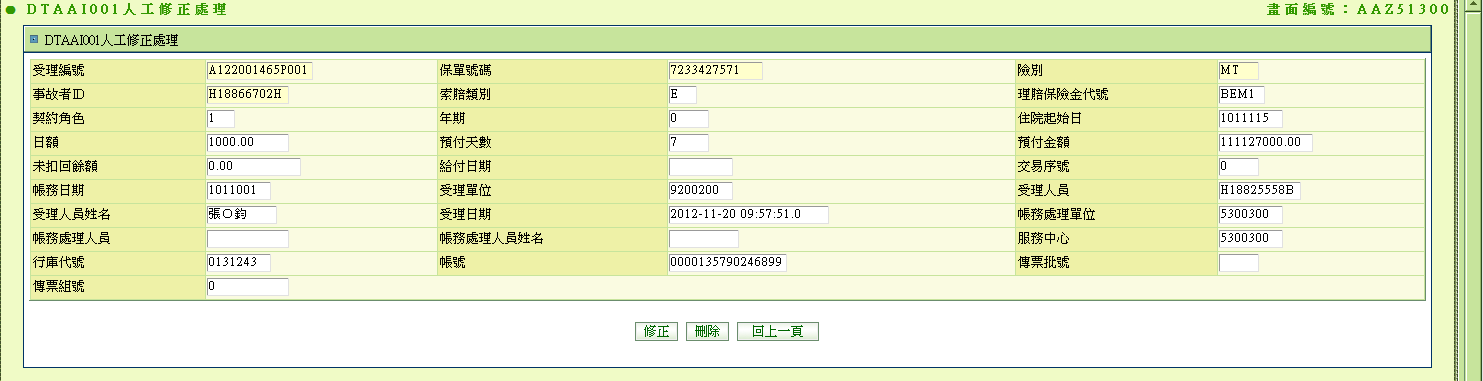 DTAAI001人工修正處理 畫面編號：AAZ51300
DTAAI001人工修正處理
受理編號 A122001465P001 保單號碼 7233427571 險別 MT
事故者ID H18866702H 索賠類別 E 理賠保險金代號 BEM1
契約角色 1 年期 0 住院起始日 1011115
日額 1000.00 預付天數 7 預付金額 111127000.00
未扣回餘額 0.00 給付日期 交易序號 0
帳務日期 1011001 受理單位 9200200 受理人員 H18825558B
受理人員姓名 張○鈞 受理日期 2012-11-20 09:57:51.0 帳務處理單位 5300300
帳務處理人員 帳務處理人員姓名 服務中心 5300300
行庫代號 0131243 帳號 0000135790246899 傳票批號
傳票組號 0
修正 刪除 回上一頁